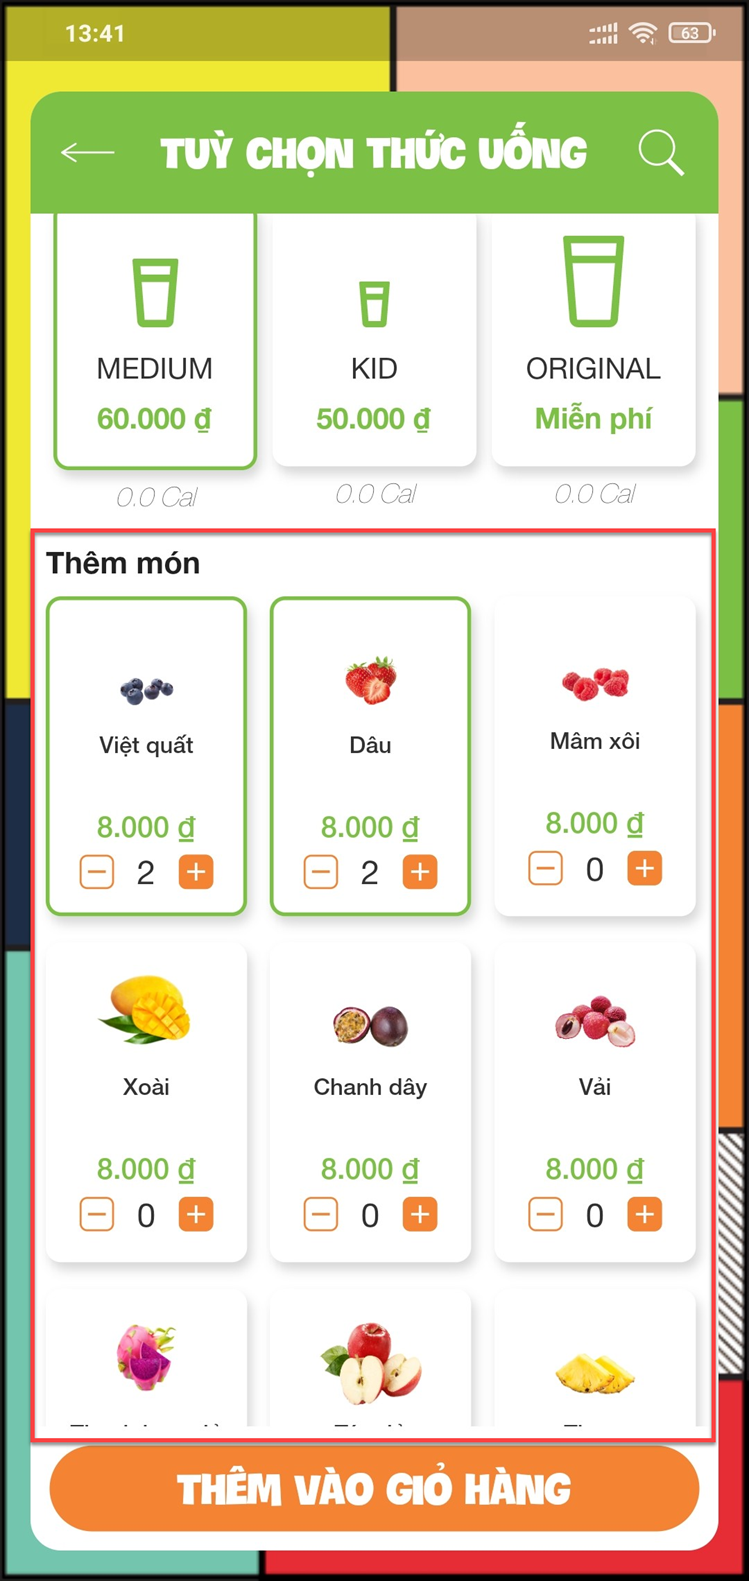 13:41
63
TUỲ CHỌN THỨC UỐNG
MEDIUM KID ORIGINAL
60.000 ₫ 50.000 ₫ Miễn phí
0.0 Cal 0.0 Cal 0.0 Cal
Thêm món
Việt quất Dâu Mâm xôi
8.000 ₫ 8.000 ₫ 8.000 ₫
− 2 + − 2 + − 0 +
Xoài Chanh dây Vải
8.000 ₫ 8.000 ₫ 8.000 ₫
− 0 + − 0 + − 0 +
THÊM VÀO GIỎ HÀNG